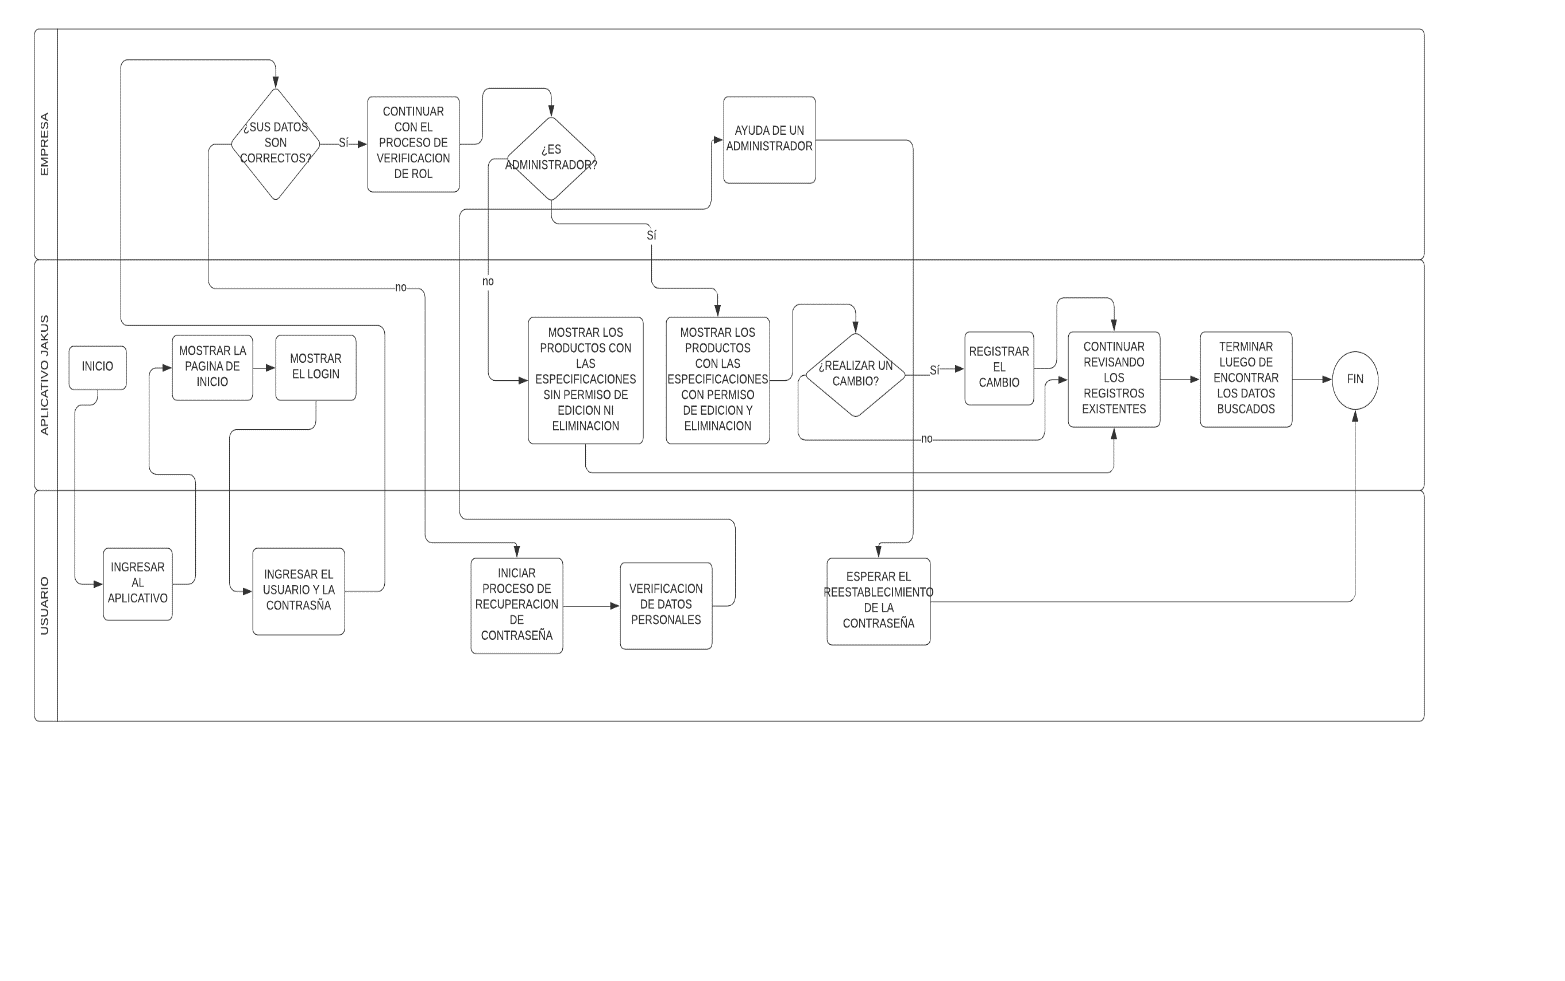 EMPRESA
¿SUS DATOS
SON
CORRECTOS?
Sí
CONTINUAR
CON EL
PROCESO DE
VERIFICACION
DE ROL
¿ES
ADMINISTRADOR?
AYUDA DE UN
ADMINISTRADOR
Sí
no
no
APLICATIVO JAKUS
INICIO
MOSTRAR LA
PAGINA DE
INICIO
MOSTRAR
EL LOGIN
MOSTRAR LOS
PRODUCTOS CON
LAS
ESPECIFICACIONES
SIN PERMISO DE
EDICION NI
ELIMINACION
MOSTRAR LOS
PRODUCTOS
CON LAS
ESPECIFICACIONES
CON PERMISO
DE EDICION Y
ELIMINACION
¿REALIZAR UN
CAMBIO?
Sí
no
REGISTRAR
EL
CAMBIO
CONTINUAR
REVISANDO
LOS
REGISTROS
EXISTENTES
TERMINAR
LUEGO DE
ENCONTRAR
LOS DATOS
BUSCADOS
FIN
USUARIO
INGRESAR
AL
APLICATIVO
INGRESAR EL
USUARIO Y LA
CONTRASÑA
INICIAR
PROCESO DE
RECUPERACION
DE
CONTRASEÑA
VERIFICACION
DE DATOS
PERSONALES
ESPERAR EL
REESTABLECIMIENTO
DE LA
CONTRASEÑA